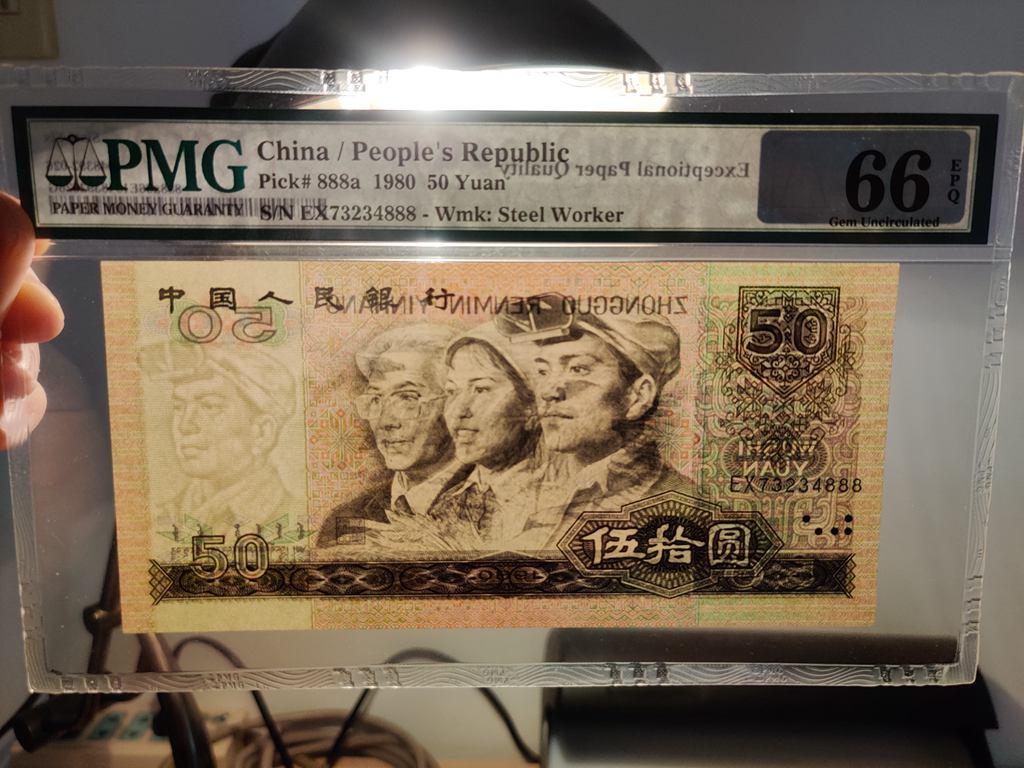 PMG
PAPER MONEY GUARANTY
China / People's Republic
Pick# 888a 1980 50 Yuan
S/N EX73234888 - Wmk: Steel Worker
Exceptional Paper Quality
66
EPQ
Gem Uncirculated
中国人民銀行
ZHONGGUO RENMIN YINHANG
50
50
YUAN
EX73234888
50
伍拾圆